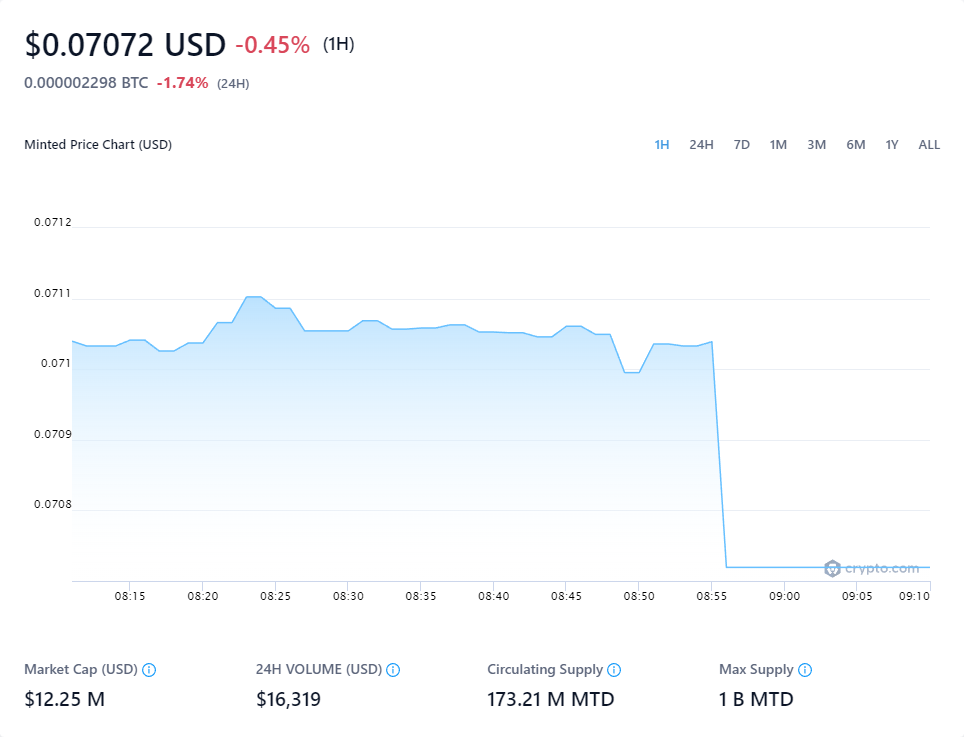 $0.07072 USD -0.45% (1H)
0.000002298 BTC -1.74% (24H)
Minted Price Chart (USD) 1H 24H 7D 1M 3M 6M 1Y ALL
0.0712
0.0711
0.071
0.0709
0.0708
crypto.com
08:15 08:20 08:25 08:30 08:35 08:40 08:45 08:50 08:55 09:00 09:05 09:10
Market Cap (USD) 24H VOLUME (USD) Circulating Supply Max Supply
$12.25 M $16,319 173.21 M MTD 1 B MTD